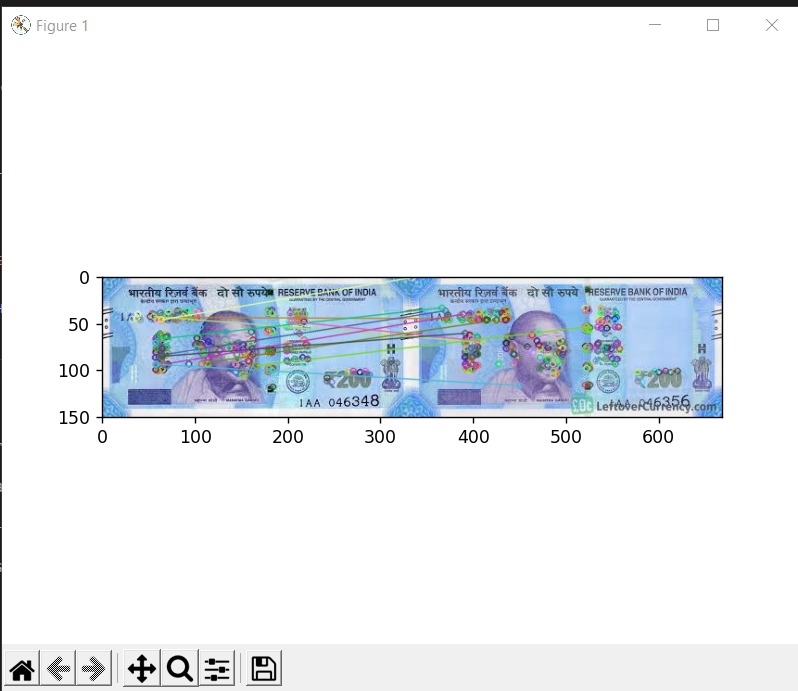 Figure 1
0
50
100
150
भारतीय रिज़र्व बैंक दो सौ रुपये RESERVE BANK OF INDIA
GUARANTEED BY THE CENTRAL GOVERNMENT
1AA
H
200
1AA 046348
भारतीय रिज़र्व बैंक दो सौ रुपये RESERVE BANK OF INDIA
GUARANTEED BY THE CENTRAL GOVERNMENT
1A
H
200
1AA 046356
LeftoverCurrency.com
0 100 200 300 400 500 600